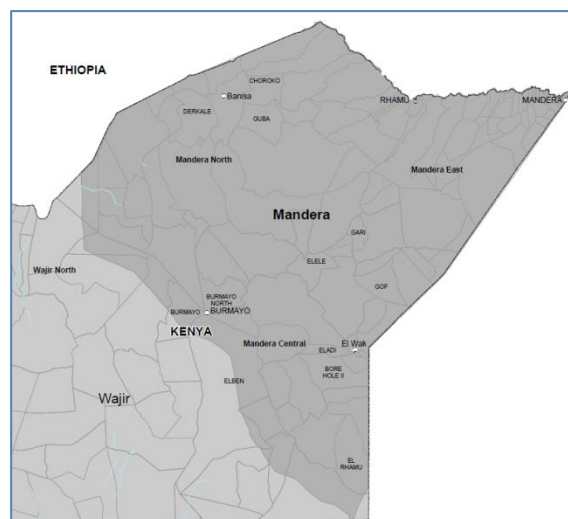 ETHIOPIA
CHOROKO
Banisa
RHAMU
MANDERA
DERKALE
GUBA
Mandera North
Mandera East
Mandera
GARI
ELELE
Wajir North
GOF
BURMAYO
NORTH
BURMAYO
BURMAYO
KENYA
Mandera Central
ELADI
El Wak
BORE
HOLE II
ELBEN
Wajir
EL
RHAMU